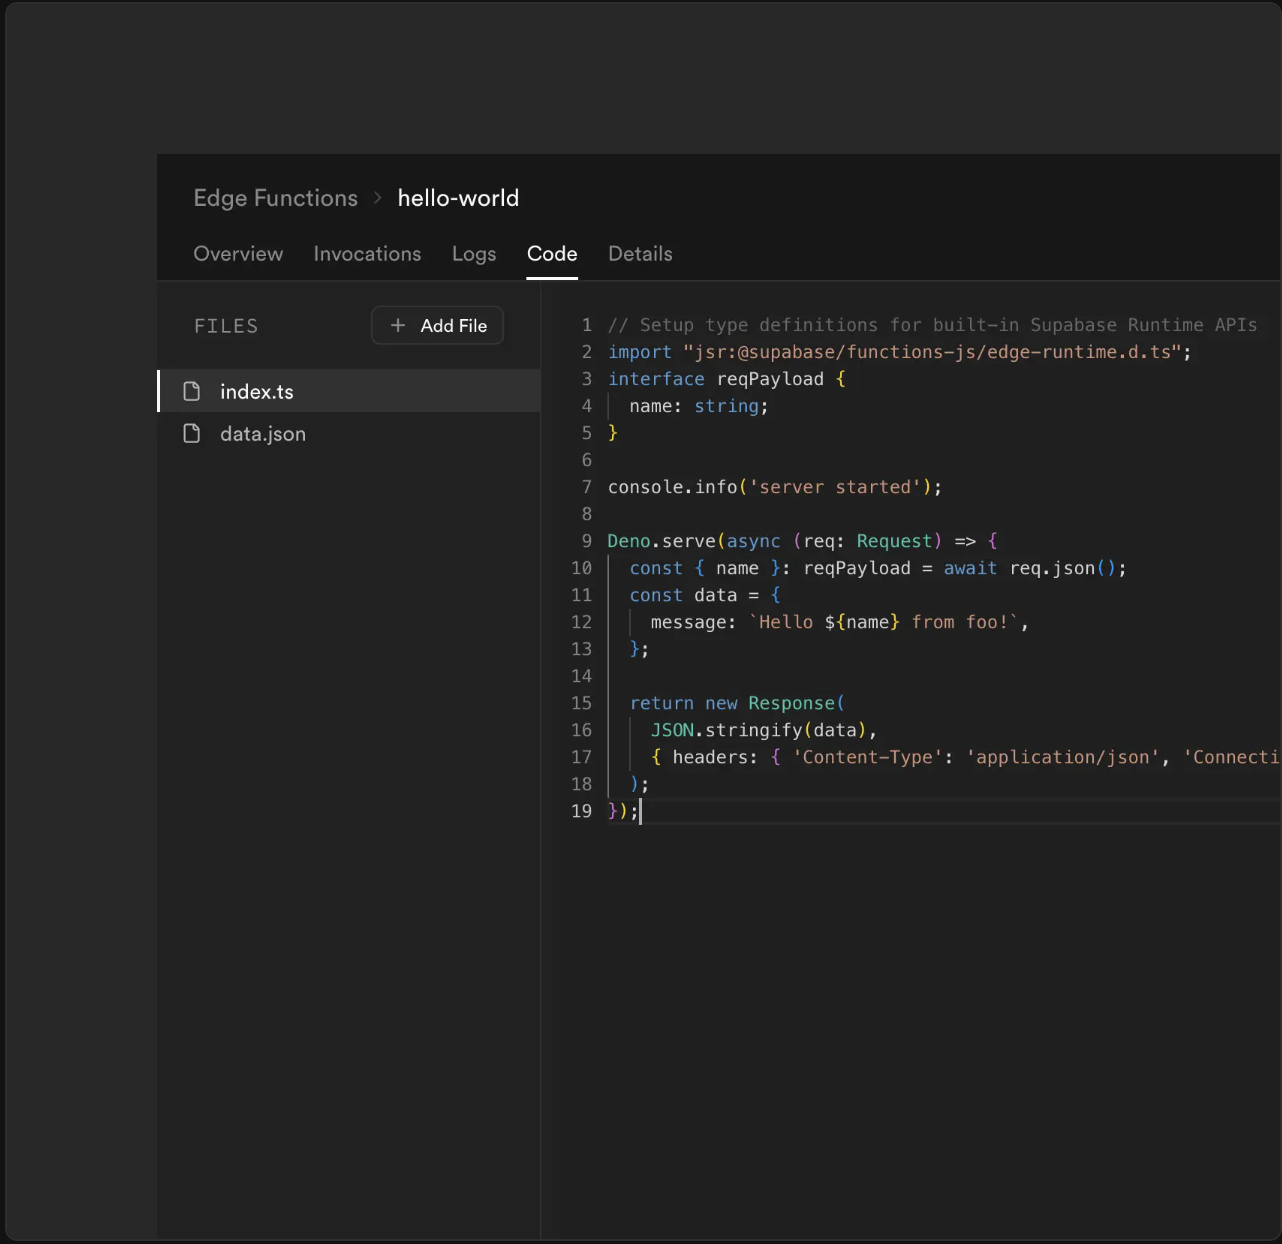 Edge Functions > hello-world
Overview Invocations Logs Code Details
FILES
+ Add File
index.ts
data.json
1 // Setup type definitions for built-in Supabase Runtime APIs
2 import "jsr:@supabase/functions-js/edge-runtime.d.ts";
3 interface reqPayload {
4   name: string;
5 }
6
7 console.info('server started');
8
9 Deno.serve(async (req: Request) => {
10   const { name }: reqPayload = await req.json();
11   const data = {
12     message: `Hello ${name} from foo!`,
13   };
14
15   return new Response(
16     JSON.stringify(data),
17     { headers: { 'Content-Type': 'application/json', 'Connecti
18   );
19 });